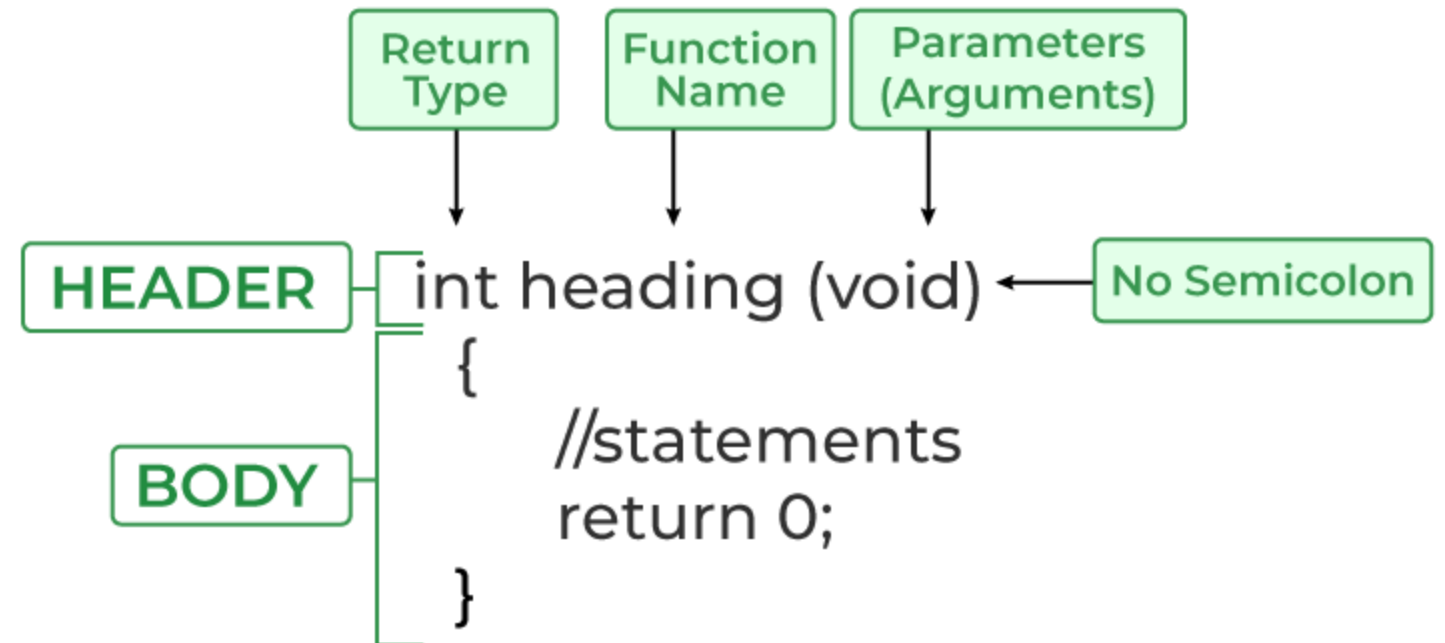 Return
Type
Function
Name
Parameters
(Arguments)
HEADER
int heading (void)
No Semicolon
{
//statements
BODY
return 0;
}